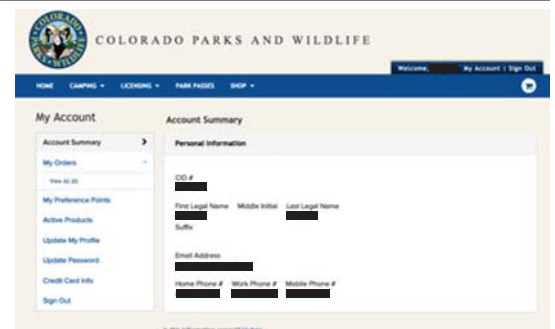 COLORADO PARKS AND WILDLIFE
Welcome, My Account | Sign Out
HOME CAMPING LICENSING PARK PASSES SHOP
My Account
Account Summary
My Orders
View All (0)
My Preference Points
Active Products
Update My Profile
Update Password
Credit Card Info
Sign Out
Account Summary
Personal Information
CID #
First Legal Name Middle Initial Last Legal Name
Suffix
Email Address
Home Phone # Work Phone # Mobile Phone #